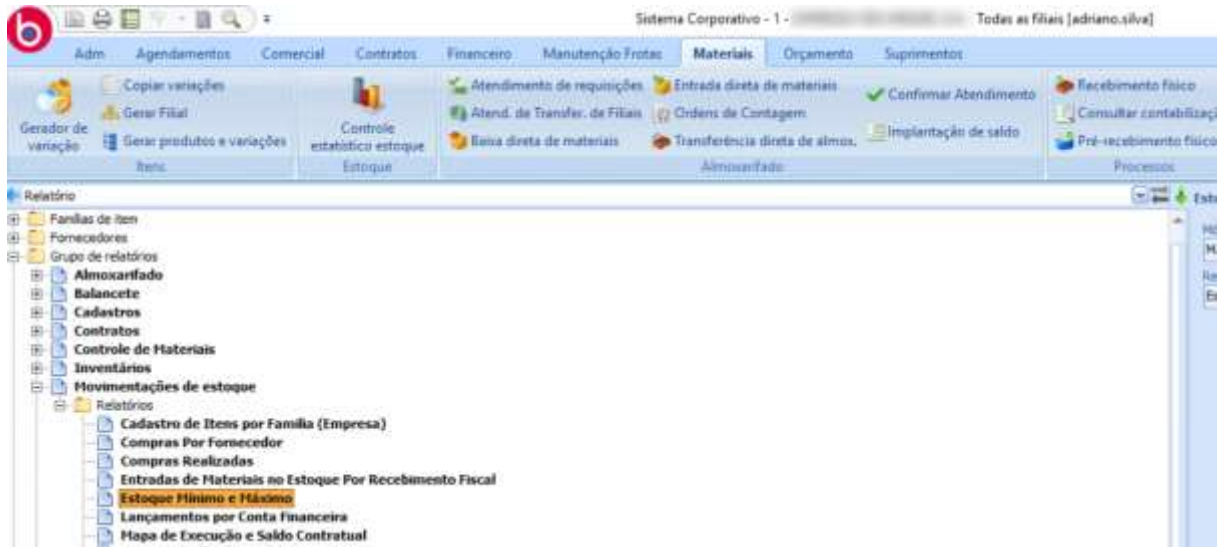 b
Sistema Corporativo - 1 - Todas as filiais [adriano.silva]
Adm Agendamentos Comercial Contratos Financeiro Manutenção Frotas Materiais Orçamento Suprimentos
Gerador de variação
Copiar variações
Gerar Filial
Gerar produtos e variações
Itens
Controle estatístico estoque
Estoque
Atendimento de requisições
Atend. de Transfer. de Filiais
Baixa direta de materiais
Entrada direta de materiais
Ordens de Contagem
Transferência direta de almox.
Confirmar Atendimento
Implantação de saldo
Almoxarifado
Recebimento físico
Consultar contabilizaçã
Pré-recebimento físico
Processos
Relatório
Famílias de item
Fornecedores
Grupo de relatórios
Almoxarifado
Balancete
Cadastros
Contratos
Controle de Materiais
Inventários
Movimentações de estoque
Relatórios
Cadastro de Itens por Família (Empresa)
Compras Por Fornecedor
Compras Realizadas
Entradas de Materiais no Estoque Por Recebimento Fiscal
Estoque Mínimo e Máximo
Lançamentos por Conta Financeira
Mapa de Execução e Saldo Contratual